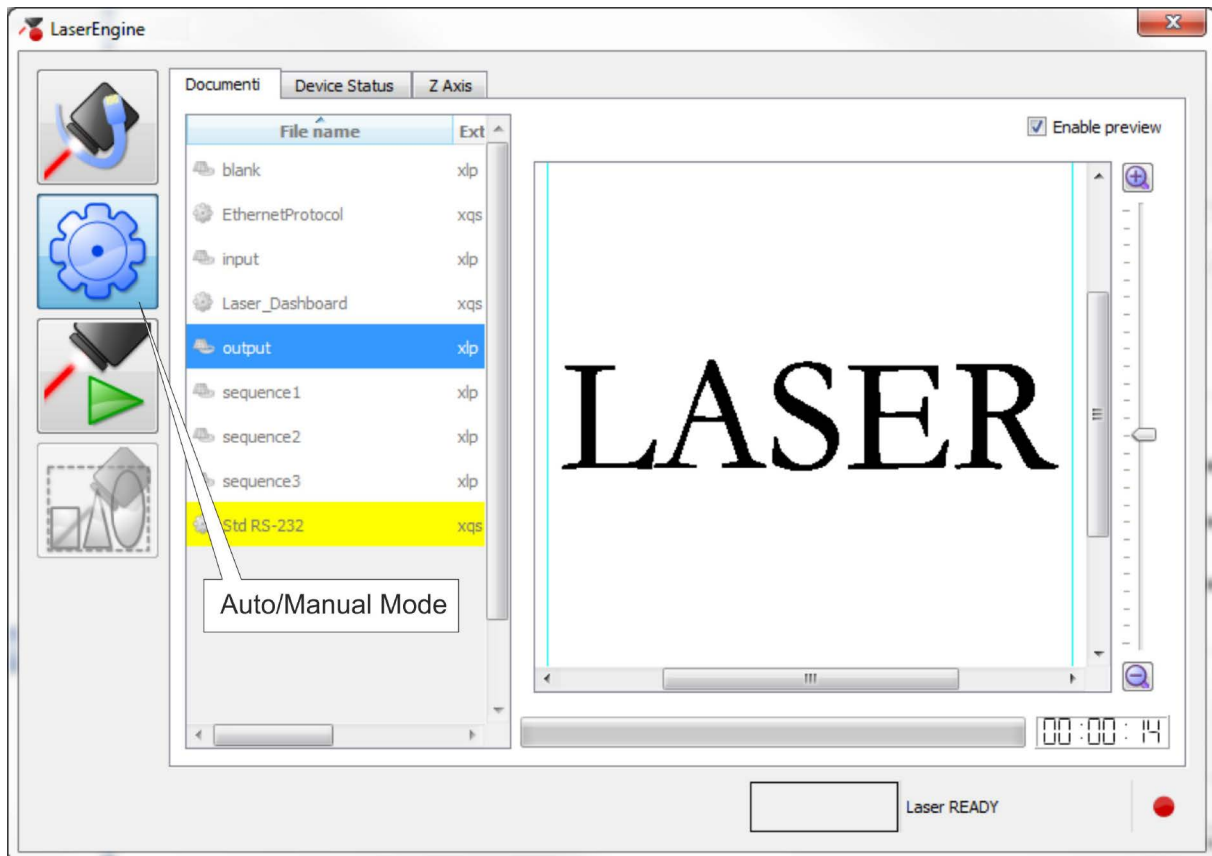 LaserEngine
Documenti Device Status Z Axis
File name Ext
Enable preview
blank xlp
EthernetProtocol xqs
input xlp
Laser_Dashboard xqs
output xlp
sequence1 xlp
sequence2 xlp
sequence3 xlp
Std RS-232 xqs
LASER
Auto/Manual Mode
00:00:14
Laser READY